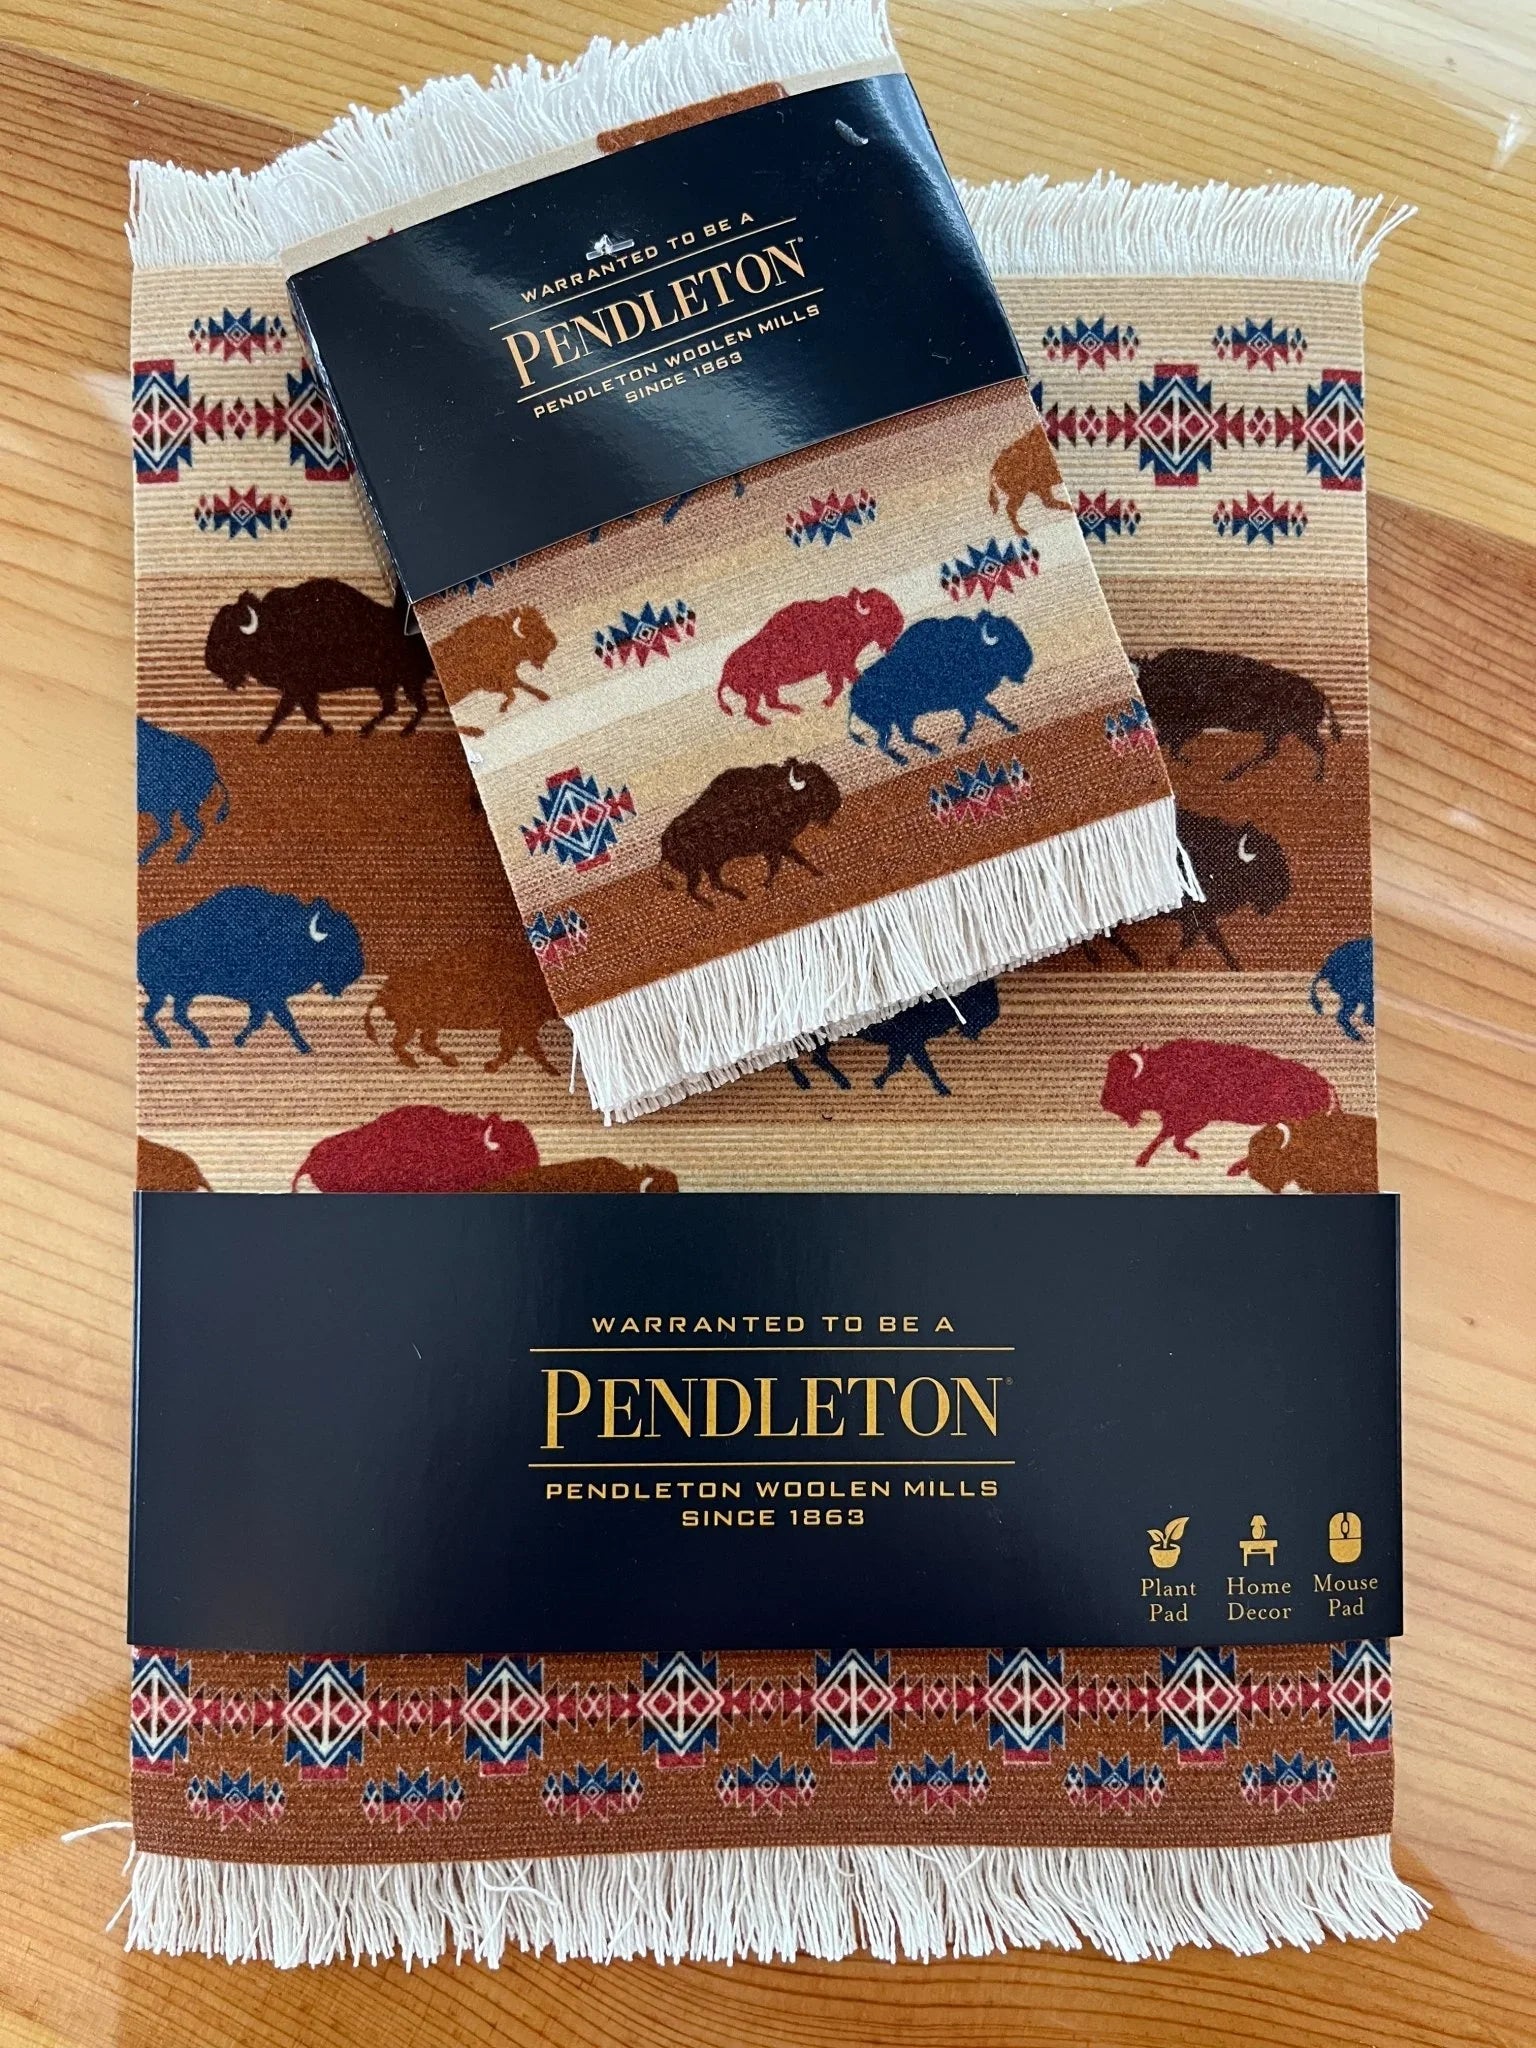 WARRANTED TO BE A
PENDLETON®
PENDLETON WOOLEN MILLS
SINCE 1863
WARRANTED TO BE A
PENDLETON®
PENDLETON WOOLEN MILLS
SINCE 1863
Plant
Pad
Home
Decor
Mouse
Pad